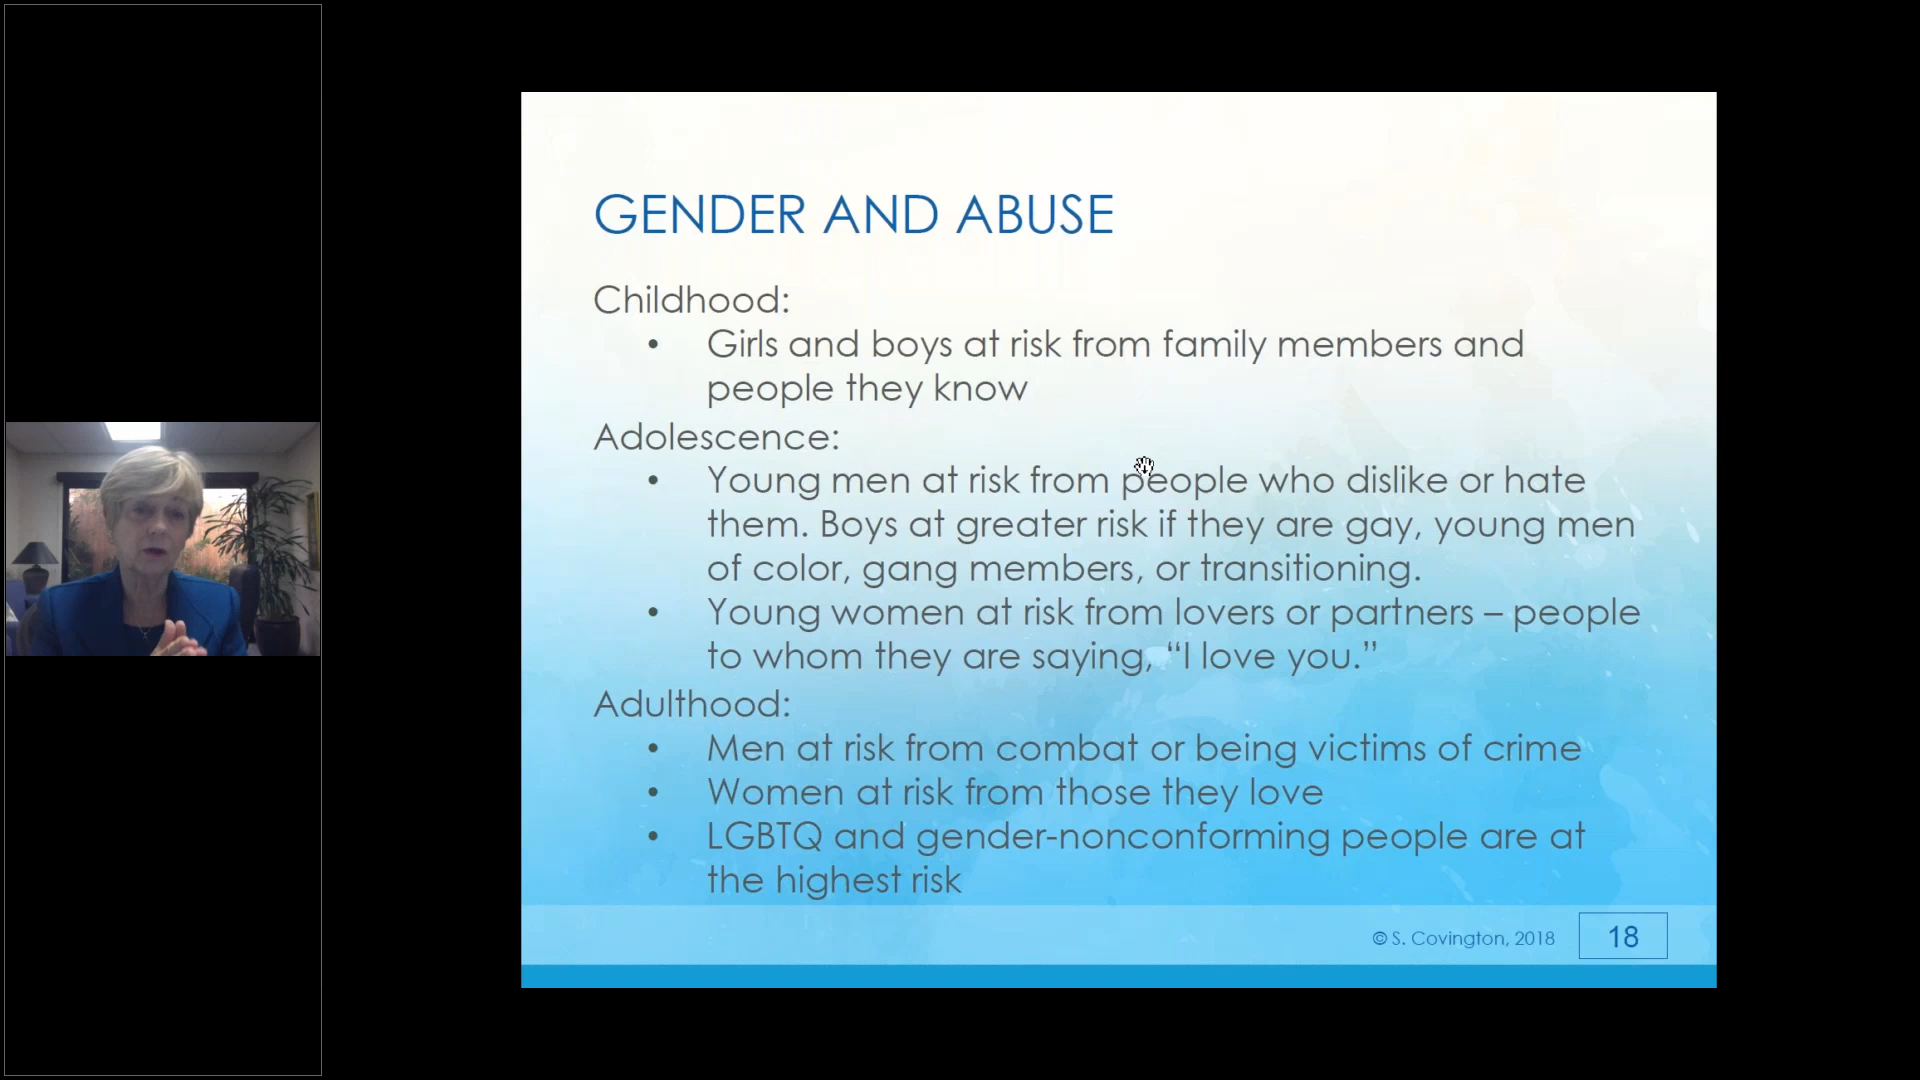 GENDER AND ABUSE
Childhood:
• Girls and boys at risk from family members and
people they know
Adolescence:
• Young men at risk from people who dislike or hate
them. Boys at greater risk if they are gay, young men
of color, gang members, or transitioning.
• Young women at risk from lovers or partners – people
to whom they are saying, “I love you.”
Adulthood:
• Men at risk from combat or being victims of crime
• Women at risk from those they love
• LGBTQ and gender-nonconforming people are at
the highest risk
© S. Covington, 2018
18